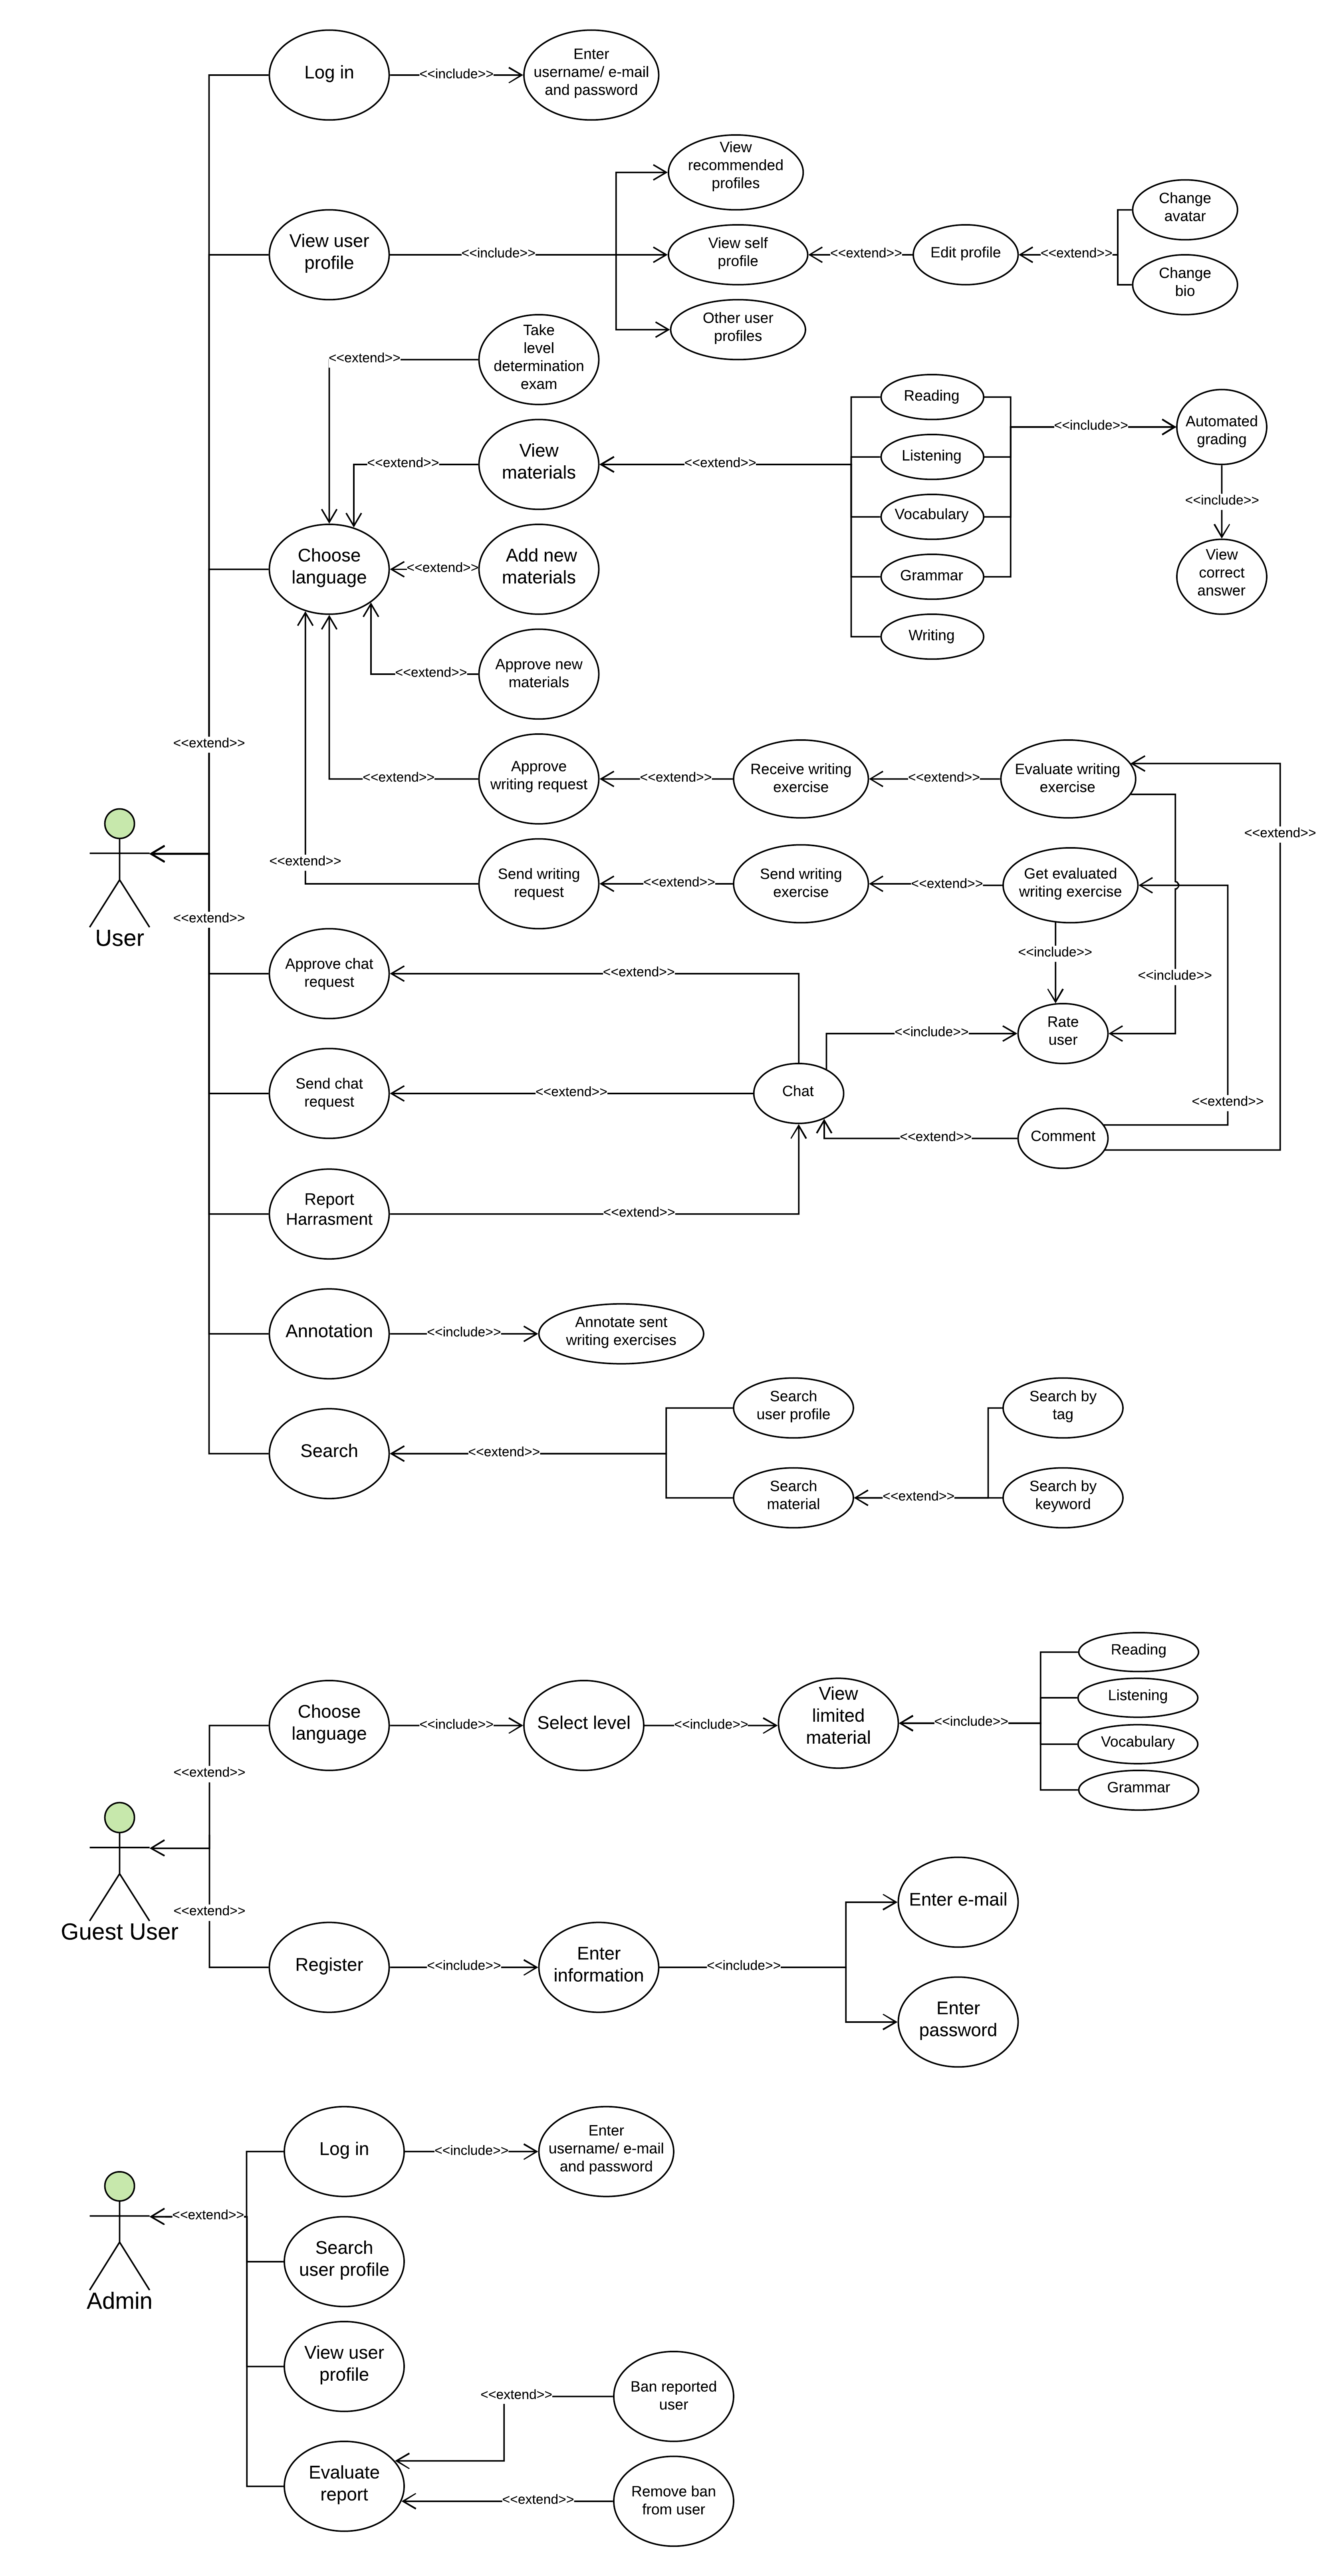 Log in
<<include>>
Enter
username/ e-mail
and password
View user
profile
<<include>>
View
recommended
profiles
View self
profile
Other user
profiles
<<extend>>
Edit profile
<<extend>>
Change
avatar
Change
bio
Take
level
determination
exam
<<extend>>
View
materials
<<extend>>
<<extend>>
Reading
Listening
Vocabulary
Grammar
Writing
<<include>>
Automated
grading
<<include>>
View
correct
answer
Choose
language
<<extend>>
Add new
materials
<<extend>>
Approve new
materials
<<extend>>
Approve
writing request
<<extend>>
Receive writing
exercise
<<extend>>
Evaluate writing
exercise
<<extend>>
<<extend>>
<<extend>>
Send writing
request
<<extend>>
Send writing
exercise
<<extend>>
Get evaluated
writing exercise
<<include>>
<<include>>
<<extend>>
User
Approve chat
request
<<extend>>
<<include>>
Rate
user
Send chat
request
<<extend>>
Chat
<<extend>>
Comment
<<extend>>
Report
Harrasment
<<extend>>
Annotation
<<include>>
Annotate sent
writing exercises
Search
<<extend>>
Search
user profile
Search
material
<<extend>>
Search by
tag
Search by
keyword
Choose
language
<<include>>
Select level
<<include>>
View
limited
material
<<include>>
Reading
Listening
Vocabulary
Grammar
<<extend>>
<<extend>>
Guest User
Register
<<include>>
Enter
information
<<include>>
Enter e-mail
Enter
password
Log in
<<include>>
Enter
username/ e-mail
and password
<<extend>>
Admin
Search
user profile
View user
profile
Evaluate
report
<<extend>>
Ban reported
user
<<extend>>
Remove ban
from user